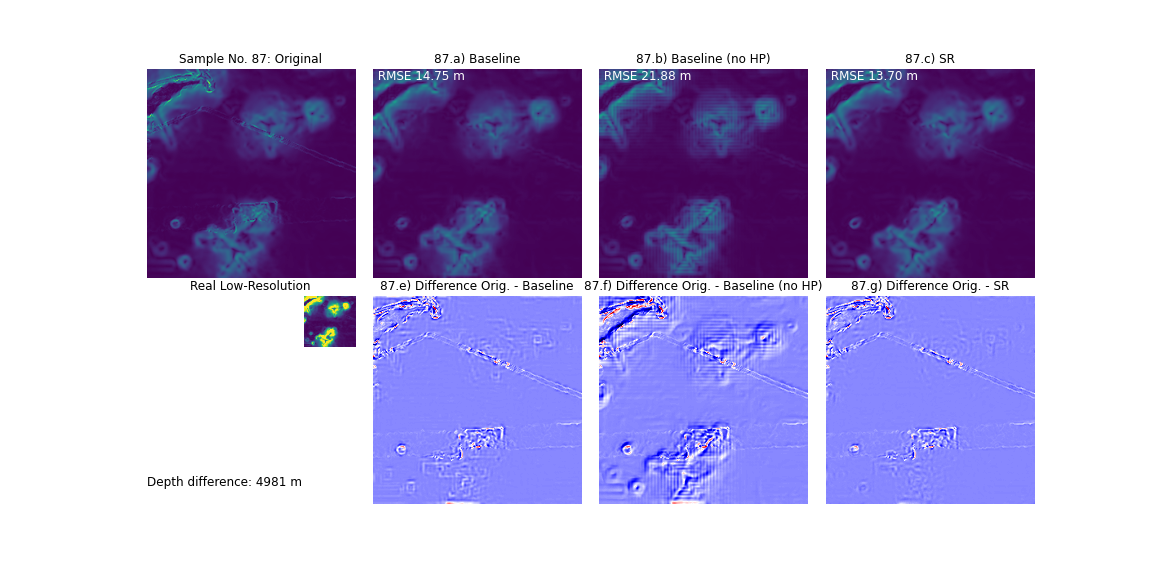 Sample No. 87: Original
87.a) Baseline
87.b) Baseline (no HP)
87.c) SR
RMSE 14.75 m
RMSE 21.88 m
RMSE 13.70 m
Real Low-Resolution
87.e) Difference Orig. - Baseline
87.f) Difference Orig. - Baseline (no HP)
87.g) Difference Orig. - SR
Depth difference: 4981 m